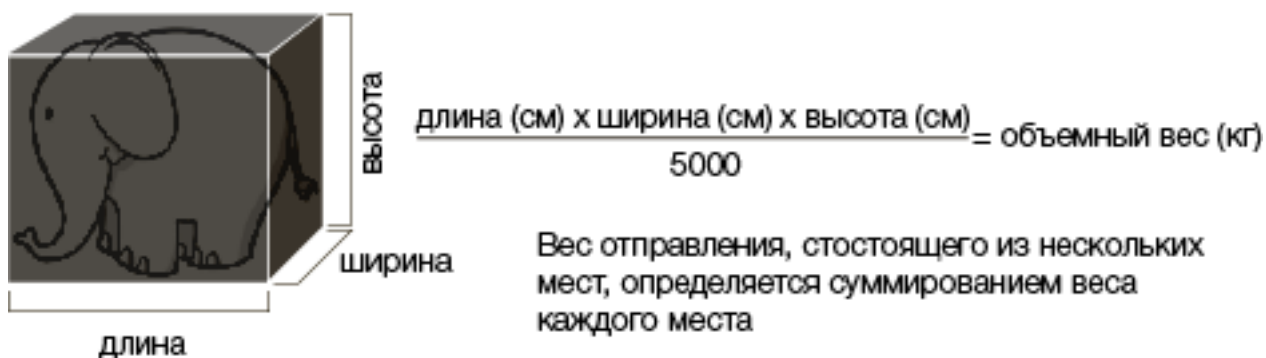 высота
длина (см) x ширина (см) x высота (см)
5000
= объемный вес (кг)
ширина
длина
Вес отправления, стостоящего из нескольких
мест, определяется суммированием веса
каждого места